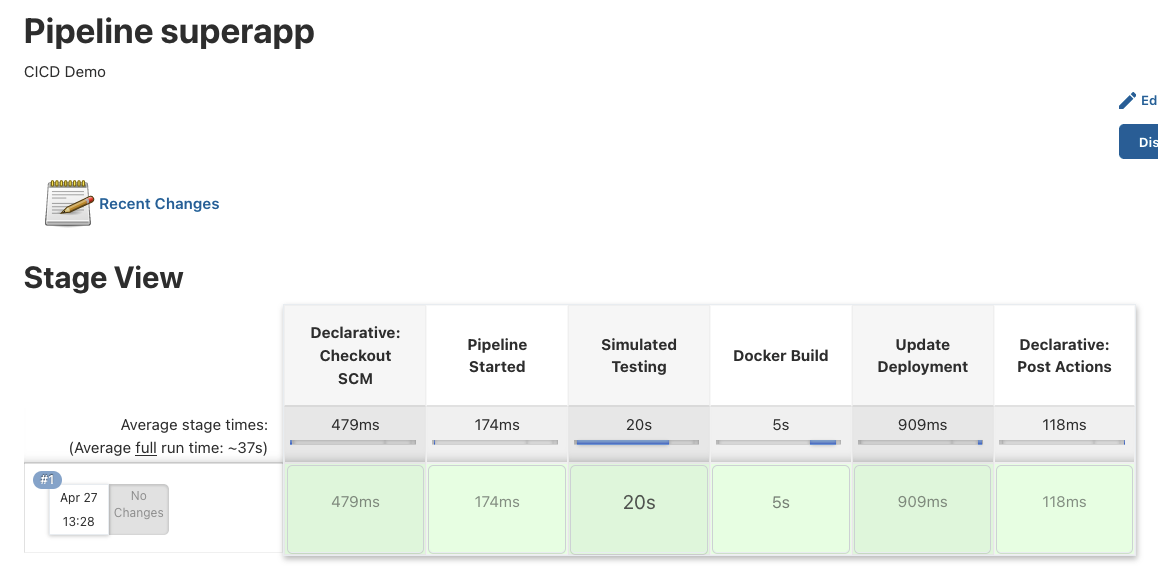 Pipeline superapp
CICD Demo
Ed
Dis
Recent Changes
Stage View
Declarative:
Checkout
SCM
Pipeline
Started
Simulated
Testing
Docker Build
Update
Deployment
Declarative:
Post Actions
Average stage times:
(Average full run time: ~37s)
479ms
174ms
20s
5s
909ms
118ms
#1
Apr 27
13:28
No
Changes
479ms
174ms
20s
5s
909ms
118ms